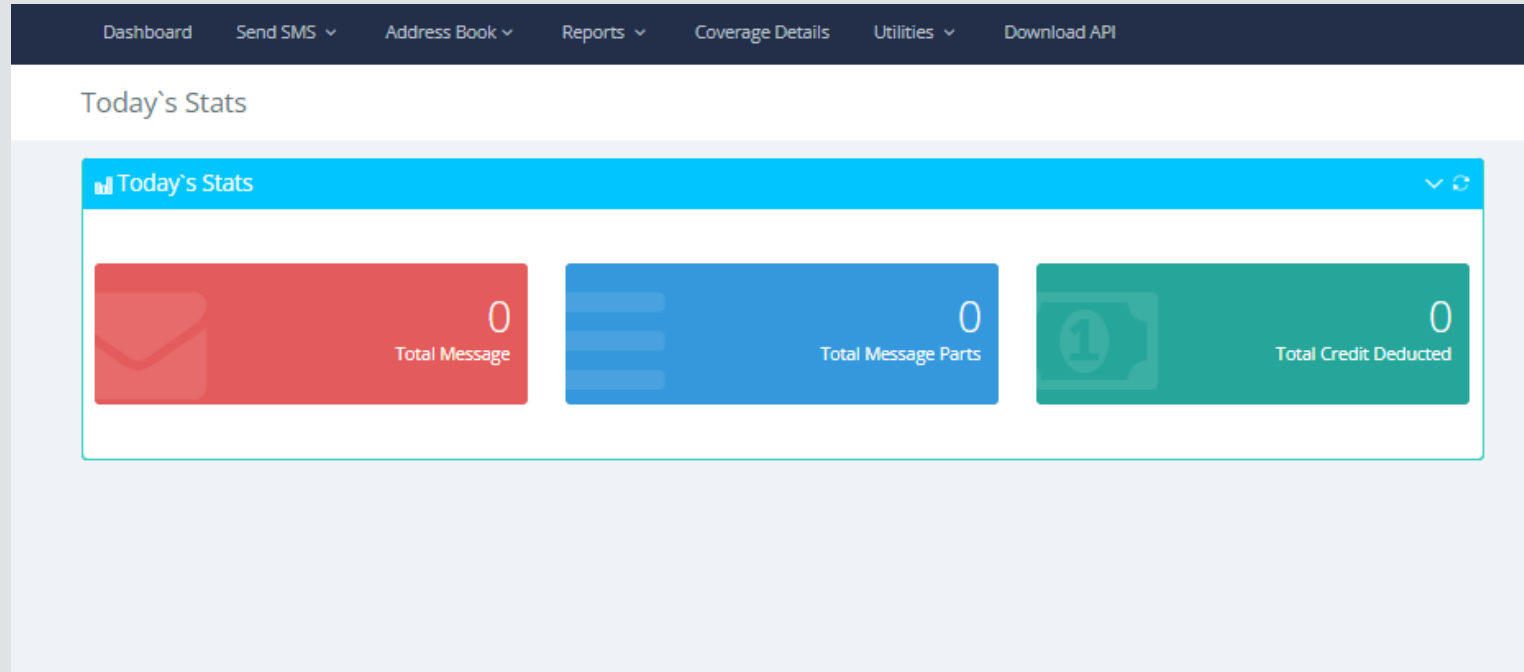 Dashboard Send SMS Address Book Reports Coverage Details Utilities Download API
Today`s Stats
Today`s Stats
0
Total Message
0
Total Message Parts
1
0
Total Credit Deducted